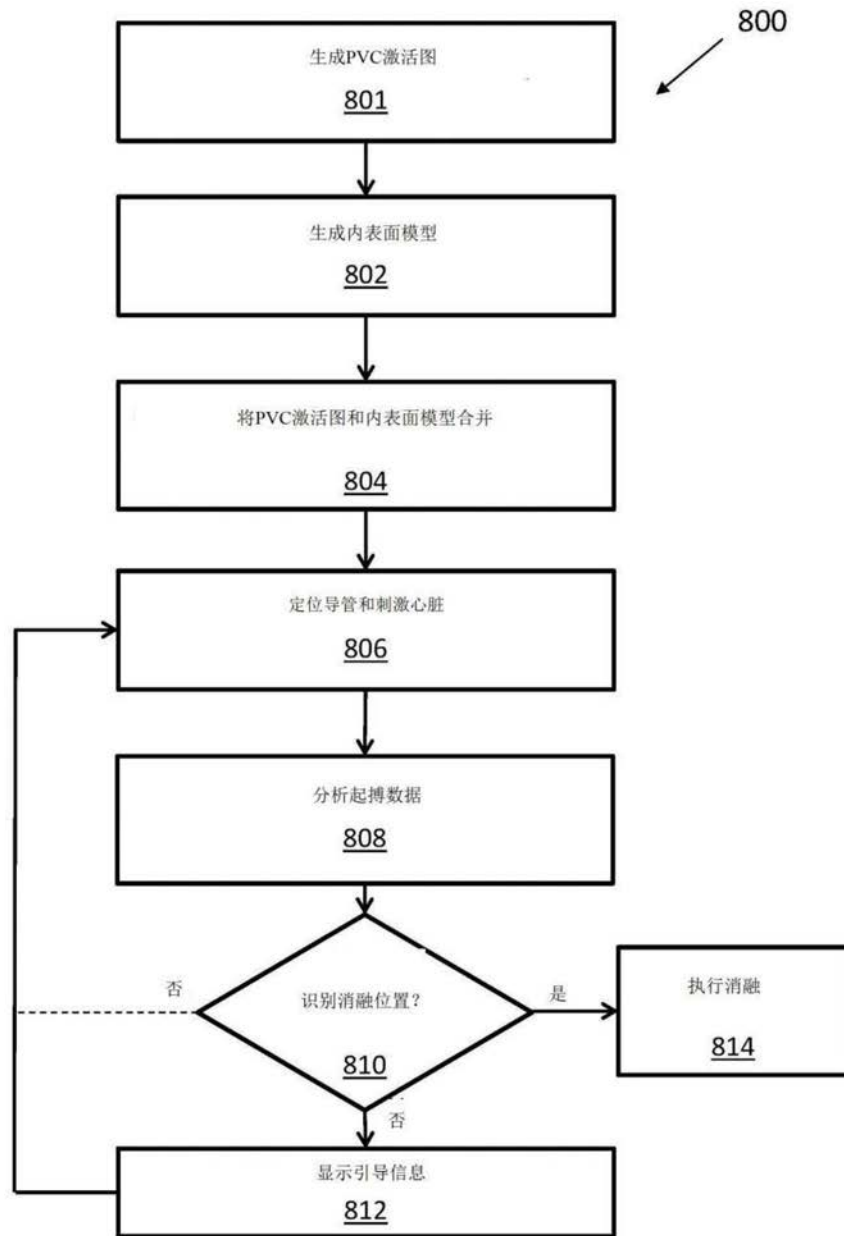 800
生成PVC激活图
801
生成内表面模型
802
将PVC激活图和内表面模型合并
804
定位导管和刺激心脏
806
分析起搏数据
808
否
识别消融位置？
是
810
执行消融
814
否
显示引导信息
812